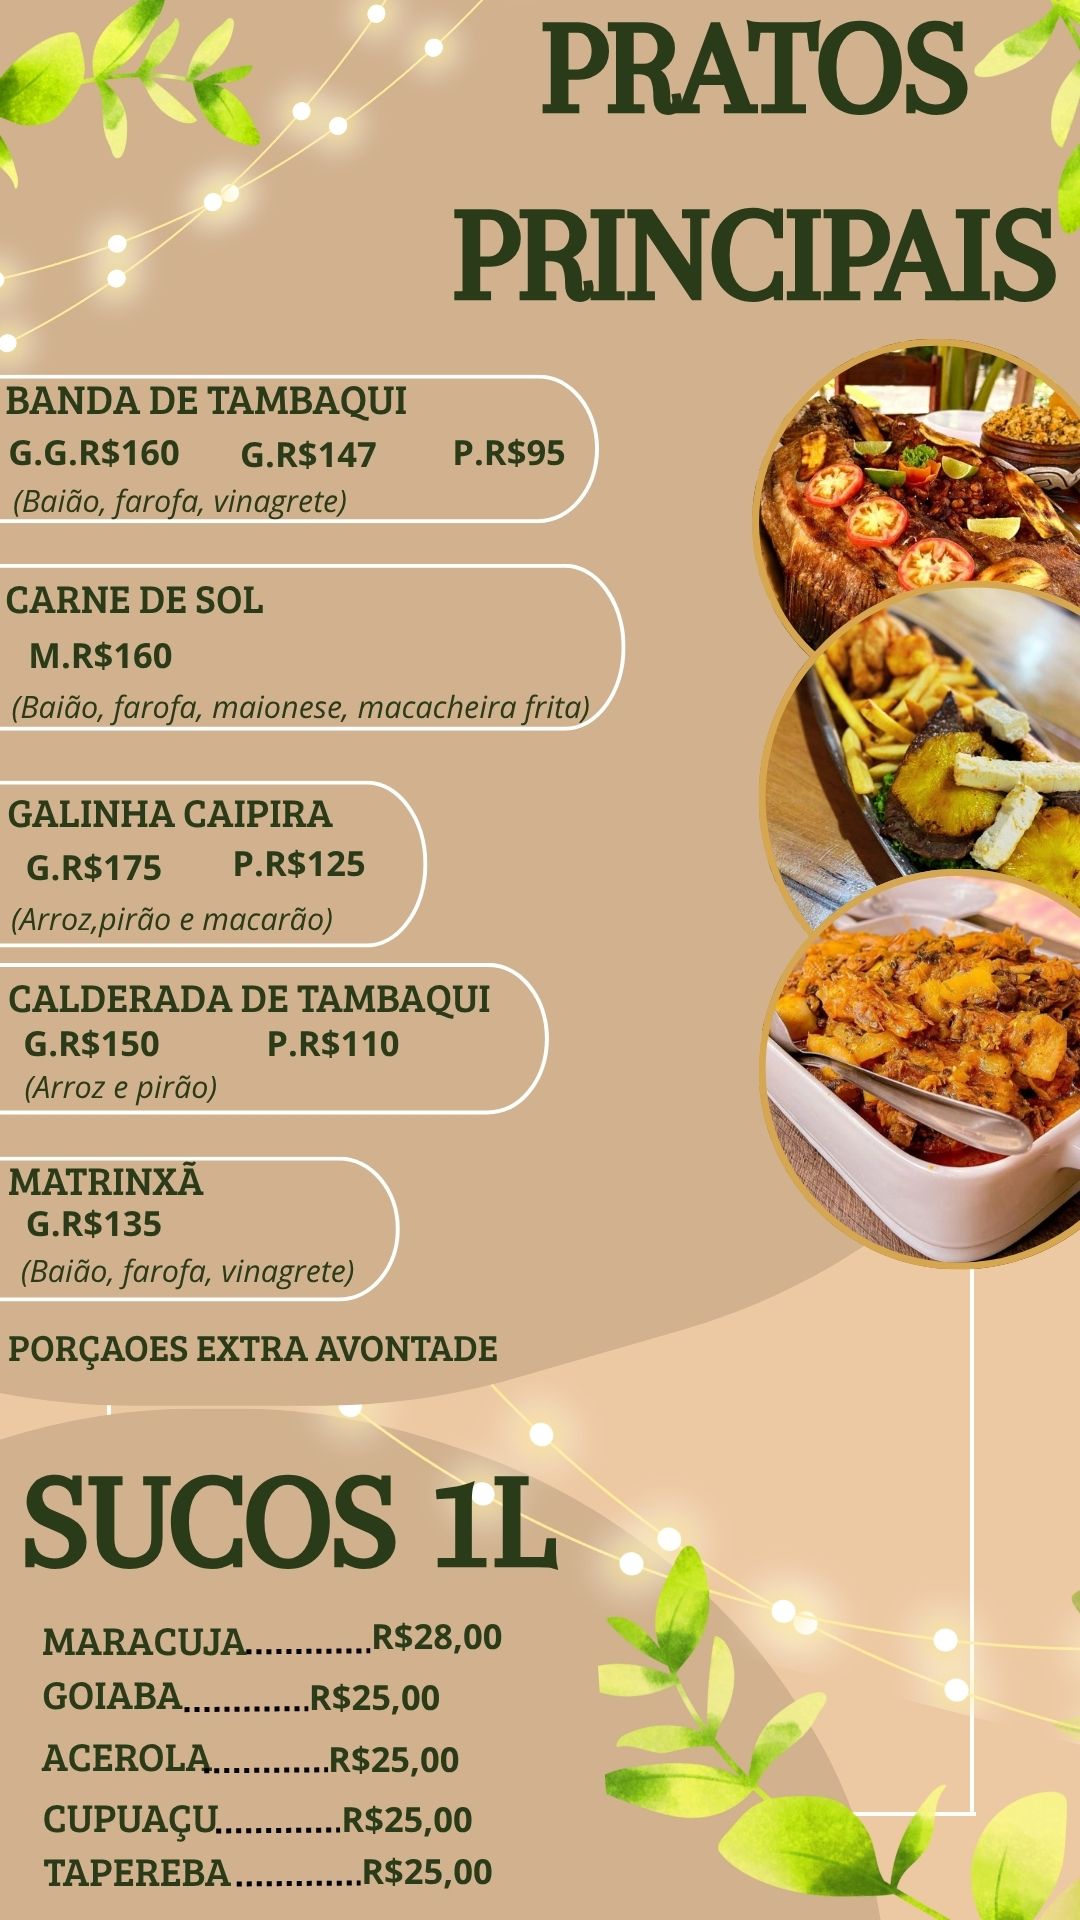 PRATOS
PRINCIPAIS
BANDA DE TAMBAQUI
G.G.R$160 G.R$147 P.R$95
(Baião, farofa, vinagrete)
CARNE DE SOL
M.R$160
(Baião, farofa, maionese, macacheira frita)
GALINHA CAIPIRA
G.R$175 P.R$125
(Arroz,pirão e macarão)
CALDERADA DE TAMBAQUI
G.R$150 P.R$110
(Arroz e pirão)
MATRINXÃ
G.R$135
(Baião, farofa, vinagrete)
PORÇAOES EXTRA AVONTADE
SUCOS 1L
MARACUJA.............R$28,00
GOIABA.............R$25,00
ACEROLA.............R$25,00
CUPUAÇU.............R$25,00
TAPEREBA.............R$25,00